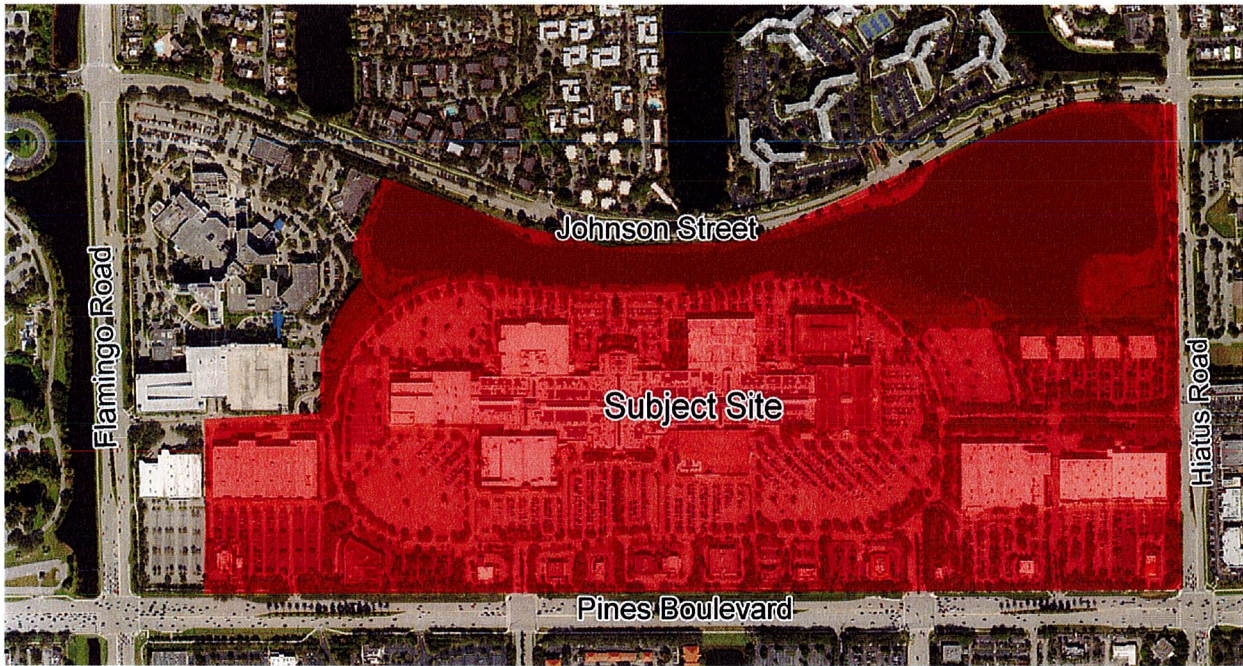 Johnson Street
Flamingo Road
Subject Site
Hiatus Road
Pines Boulevard